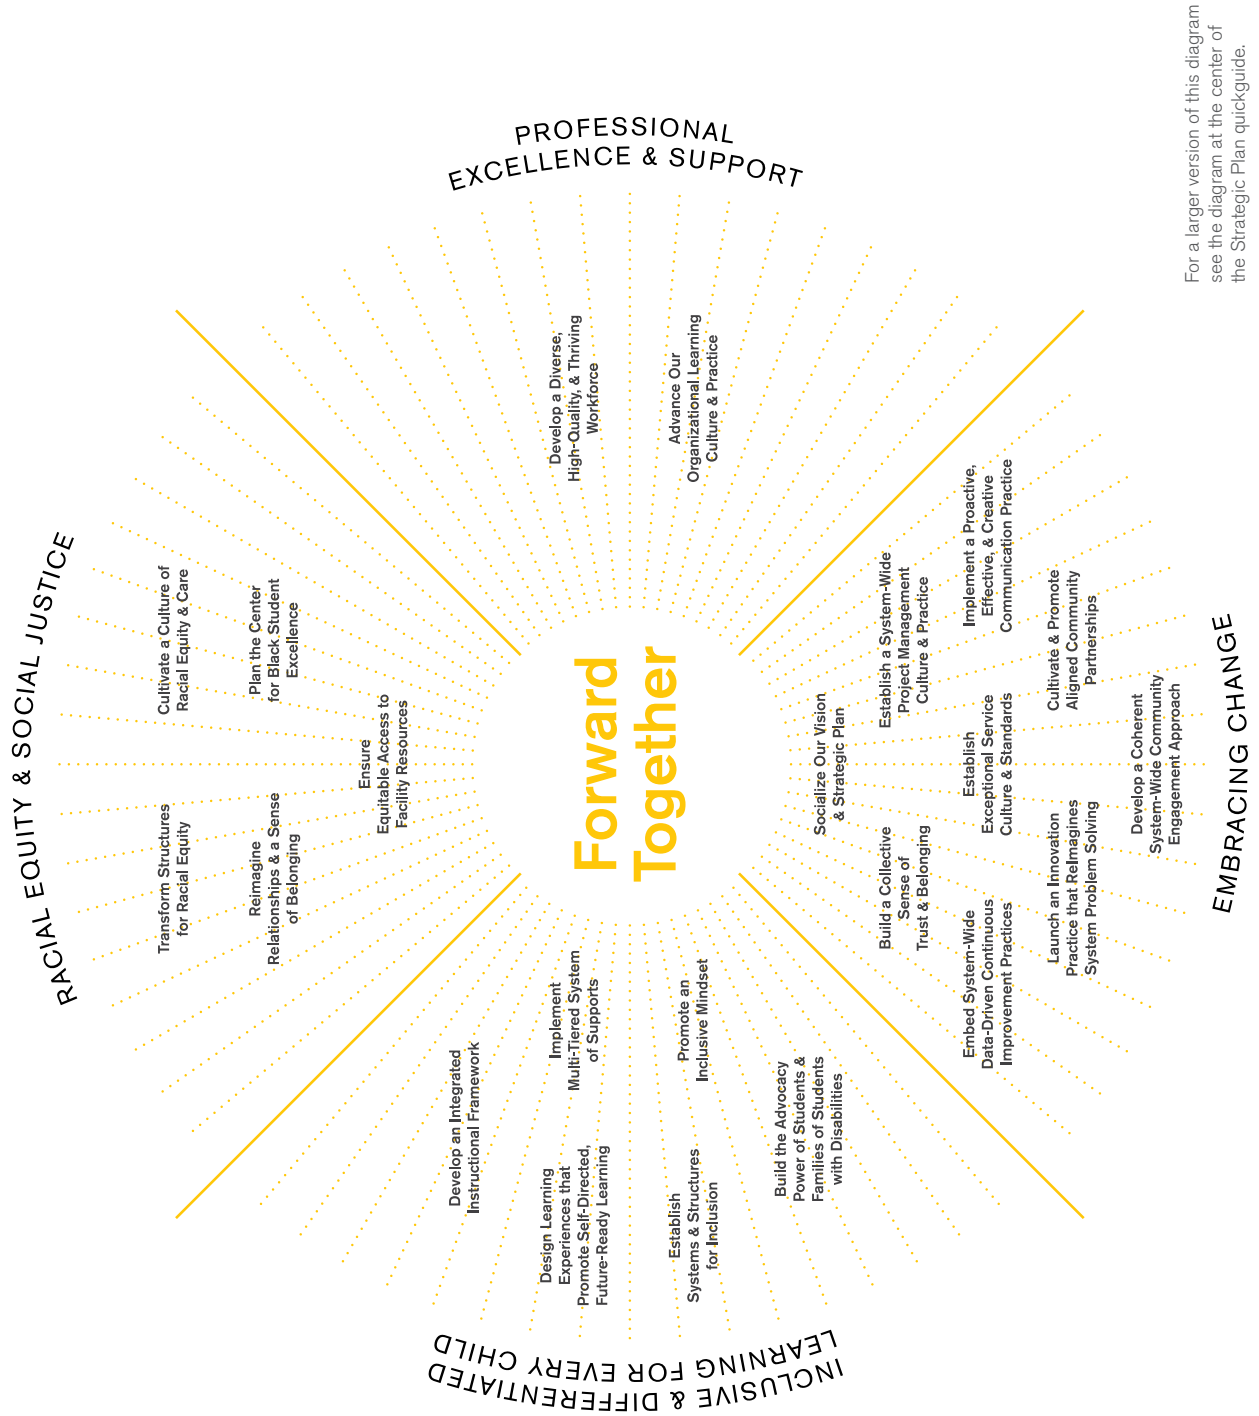 PROFESSIONAL
EXCELLENCE & SUPPORT
Develop a Diverse,
High-Quality, & Thriving
Workforce
Advance Our
Organizational Learning
Culture & Practice
RACIAL EQUITY & SOCIAL JUSTICE
Cultivate a Culture of
Racial Equity & Care
Plan the Center
for Black Student
Excellence
Ensure
Equitable Access to
Facility Resources
Transform Structures
for Racial Equity
Reimagine
Relationships & a Sense
of Belonging
Forward
Together
Socialize Our Vision
& Strategic Plan
Establish a System-Wide
Project Management
Culture & Practice
Implement a Proactive,
Effective, & Creative
Communication Practice
Build a Collective
Sense of
Trust & Belonging
Establish
Exceptional Service
Culture & Standards
Cultivate & Promote
Aligned Community
Partnerships
Embed System-Wide
Data-Driven Continuous
Improvement Practices
Launch an Innovation
Practice that ReImagines
System Problem Solving
Develop a Coherent
System-Wide Community
Engagement Approach
EMBRACING CHANGE
Develop an Integrated
Instructional Framework
Implement
Multi-Tiered System
of Supports
Design Learning
Experiences that
Promote Self-Directed,
Future-Ready Learning
Promote an
Inclusive Mindset
Establish
Systems & Structures
for Inclusion
Build the Advocacy
Power of Students &
Families of Students
with Disabilities
INCLUSIVE & DIFFERENTIATED
LEARNING FOR EVERY CHILD
For a larger version of this diagram
see the diagram at the center of
the Strategic Plan quickguide.